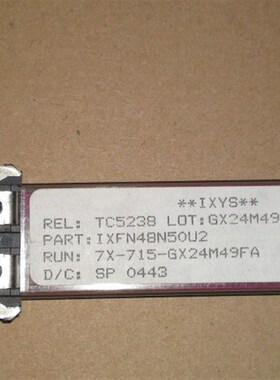 **IXYS**
REL: TC5238 LOT:GX24M49
PART:IXFN48N50U2
RUN: 7X-715-GX24M49FA
D/C: SP 0443